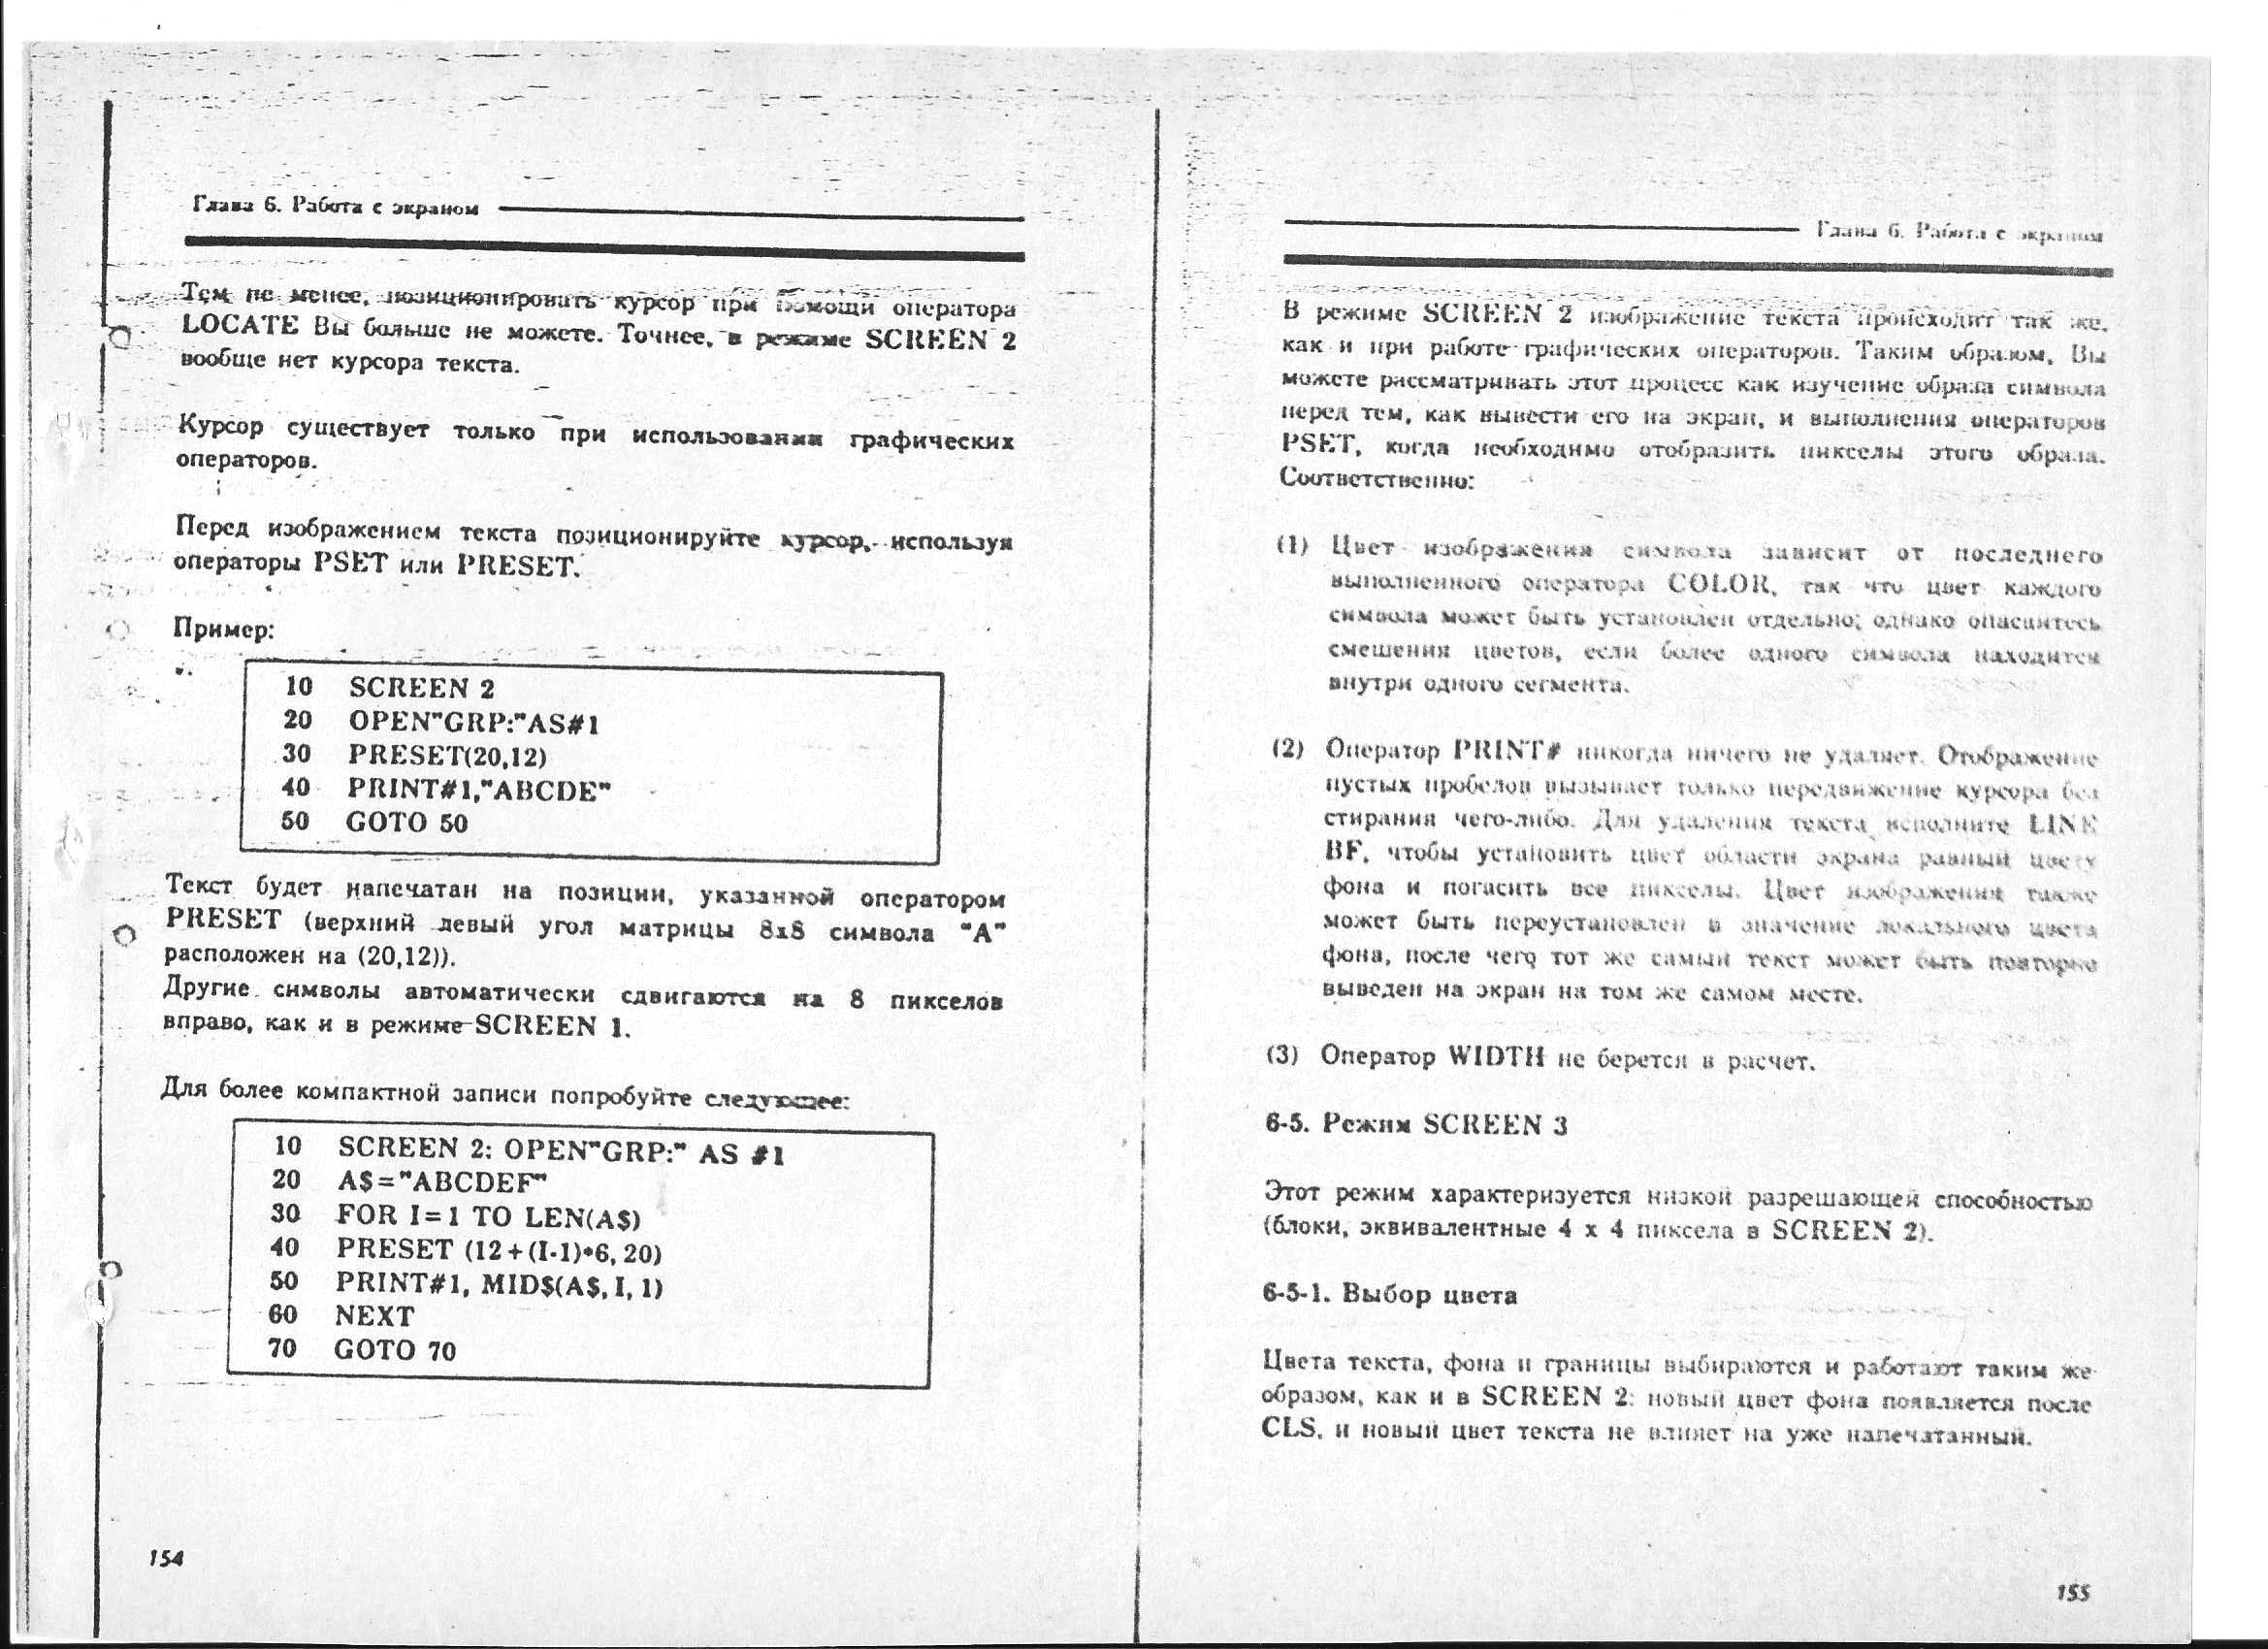 Глава 6. Работа с экраном
Тем не менее, позиционировать курсор при помощи оператора
LOCATE Вы больше не можете. Точнее, в режиме SCREEN 2
вообще нет курсора текста.
Курсор существует только при использовании графических
операторов.
Перед изображением текста позиционируйте курсор, используя
операторы PSET или PRESET.
Пример:
10 SCREEN 2
20 OPEN"GRP:"AS#1
30 PRESET(20,12)
40 PRINT#1,"ABCDE"
50 GOTO 50
Текст будет напечатан на позиции, указанной оператором
PRESET (верхний левый угол матрицы 8x8 символа "A"
расположен на (20,12)).
Другие символы автоматически сдвигаются на 8 пикселов
вправо, как и в режиме SCREEN 1.
Для более компактной записи попробуйте следующее:
10 SCREEN 2: OPEN"GRP:" AS #1
20 A$="ABCDEF"
30 FOR I=1 TO LEN(A$)
40 PRESET (12+(I-1)*6, 20)
50 PRINT#1, MID$(A$, I, 1)
60 NEXT
70 GOTO 70
154
Глава 6. Работа с экраном
В режиме SCREEN 2 изображение текста происходит так же,
как и при работе графических операторов. Таким образом, Вы
можете рассматривать этот процесс как изучение образа символа
перед тем, как вывести его на экран, и выполнения операторов
PSET, когда необходимо отобразить пикселы этого образа.
Соответственно:
(1) Цвет изображения символа зависит от последнего
выполненного оператора COLOR, так что цвет каждого
символа может быть установлен отдельно; однако опасайтесь
смешения цветов, если более одного символа находится
внутри одного сегмента.
(2) Оператор PRINT# никогда ничего не удаляет. Отображение
пустых пробелов вызывает только передвижение курсора без
стирания чего-либо. Для удаления текста исполните LINE
BF, чтобы установить цвет области экрана равный цвету
фона и погасить все пикселы. Цвет изображения также
может быть переустановлен в значение локального цвета
фона, после чего тот же самый текст может быть повторно
выведен на экран на том же самом месте.
(3) Оператор WIDTH не берется в расчет.
6-5. Режим SCREEN 3
Этот режим характеризуется низкой разрешающей способностью
(блоки, эквивалентные 4 x 4 пиксела в SCREEN 2).
6-5-1. Выбор цвета
Цвета текста, фона и границы выбираются и работают таким же
образом, как и в SCREEN 2: новый цвет фона появляется после
CLS, и новый цвет текста не влияет на уже напечатанный.
155